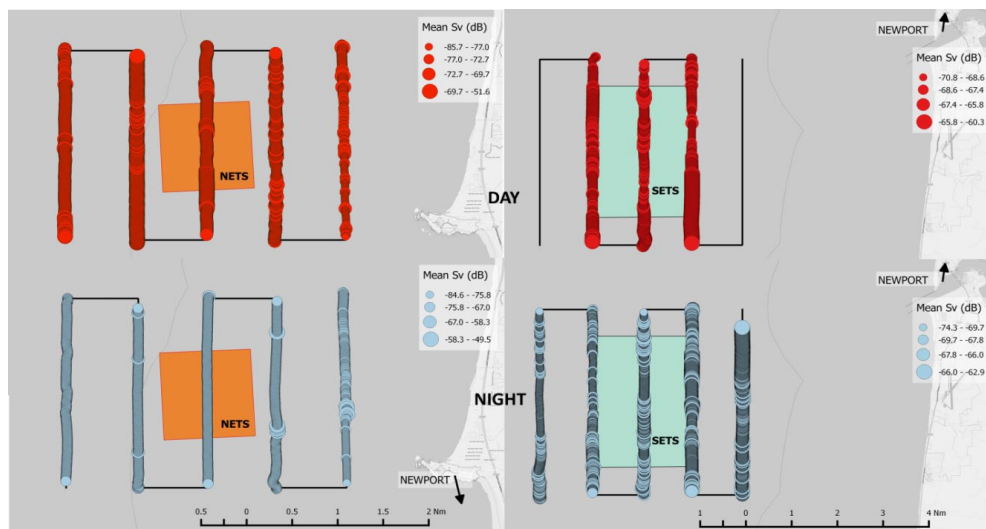 Mean Sv (dB)
-85.7 - -77.0
-77.0 - -72.7
-72.7 - -69.7
-69.7 - -51.6
NETS
DAY
NEWPORT
Mean Sv (dB)
-70.8 - -68.6
-68.6 - -67.4
-67.4 - -65.8
-65.8 - -60.3
SETS
Mean Sv (dB)
-84.6 - -75.8
-75.8 - -67.0
-67.0 - -58.3
-58.3 - -49.5
NETS
NIGHT
NEWPORT
0.5 0 0.5 1 1.5 2 Nm
NEWPORT
Mean Sv (dB)
-74.3 - -69.7
-69.7 - -67.8
-67.8 - -66.0
-66.0 - -62.9
SETS
1 0 1 2 3 4 Nm